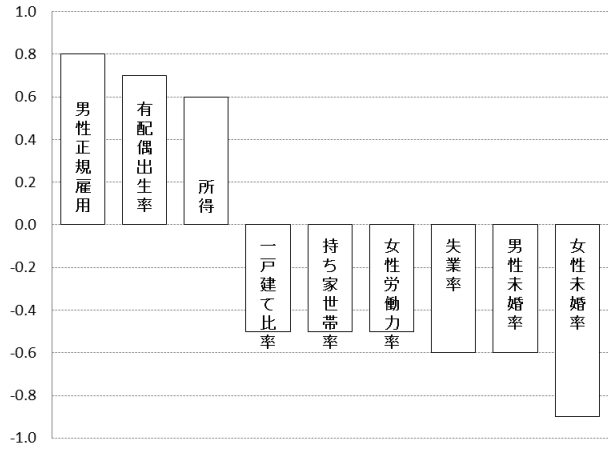 1.0
0.8
0.6
0.4
0.2
0.0
-0.2
-0.4
-0.6
-0.8
-1.0
男性正規雇用
有配偶出生率
所得
一戸建て比率
持ち家世帯率
女性労働力率
失業率
男性未婚率
女性未婚率